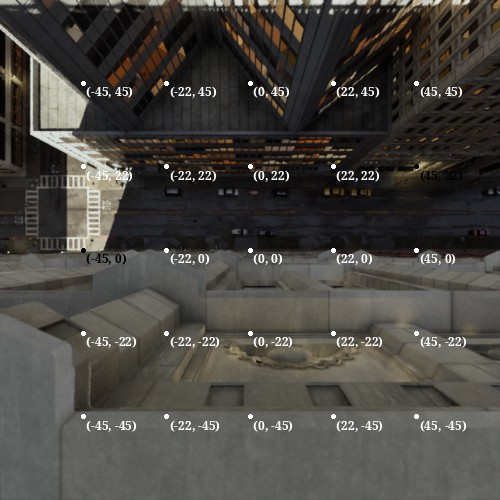 (-45, 45) (-22, 45) (0, 45) (22, 45) (45, 45)
(-45, 22) (-22, 22) (0, 22) (22, 22) (45, 22)
(-45, 0) (-22, 0) (0, 0) (22, 0) (45, 0)
(-45, -22) (-22, -22) (0, -22) (22, -22) (45, -22)
(-45, -45) (-22, -45) (0, -45) (22, -45) (45, -45)